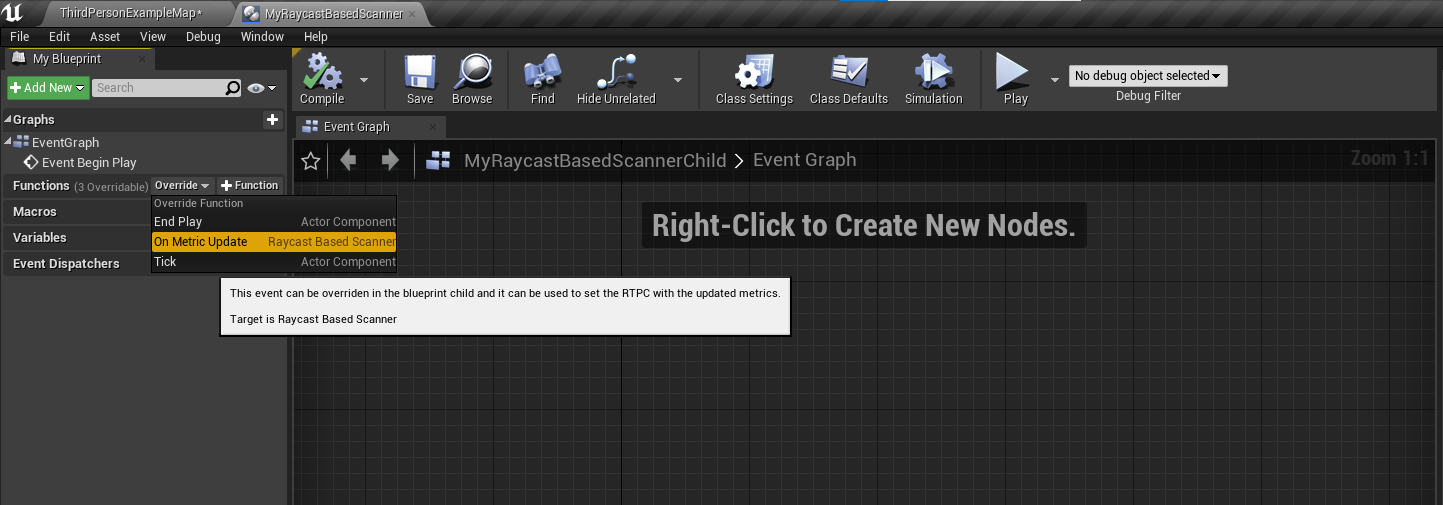 ThirdPersonExampleMap*
MyRaycastBasedScanner
File Edit Asset View Debug Window Help
My Blueprint
Add New
Search
Compile
Save
Browse
Find
Hide Unrelated
Class Settings
Class Defaults
Simulation
Play
No debug object selected
Debug Filter
Graphs
EventGraph
Event Begin Play
Functions (3 Overridable) Override Function
Macros
Variables
Event Dispatchers
Override Function
End Play Actor Component
On Metric Update Raycast Based Scanner
Tick Actor Component
This event can be overriden in the blueprint child and it can be used to set the RTPC with the updated metrics.
Target is Raycast Based Scanner
Event Graph
MyRaycastBasedScannerChild > Event Graph
Zoom 1:1
Right-Click to Create New Nodes.